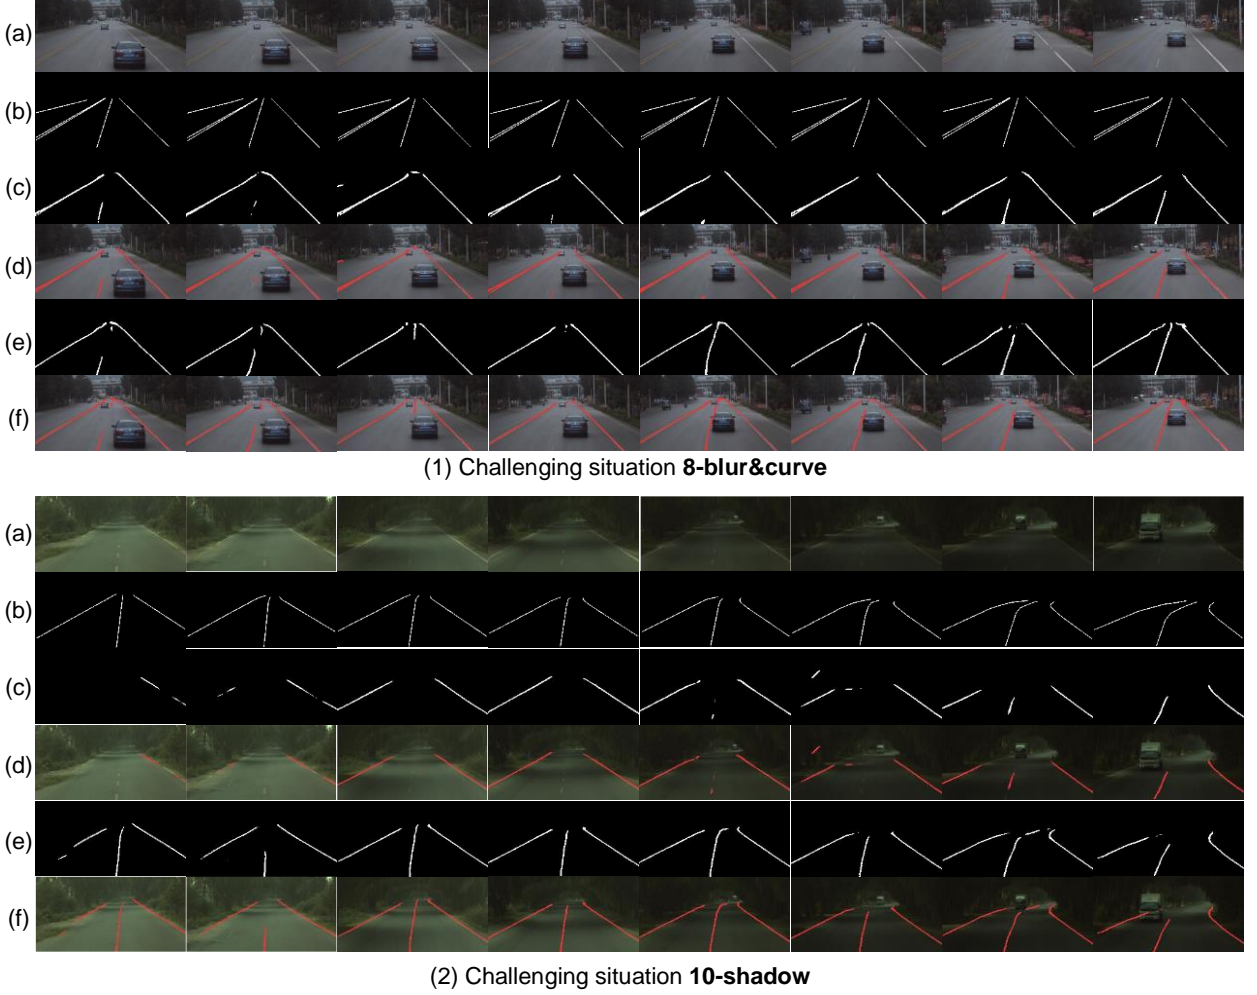 (a)
(b)
(c)
(d)
(e)
(f)
(1) Challenging situation 8-blur&curve
(a)
(b)
(c)
(d)
(e)
(f)
(2) Challenging situation 10-shadow